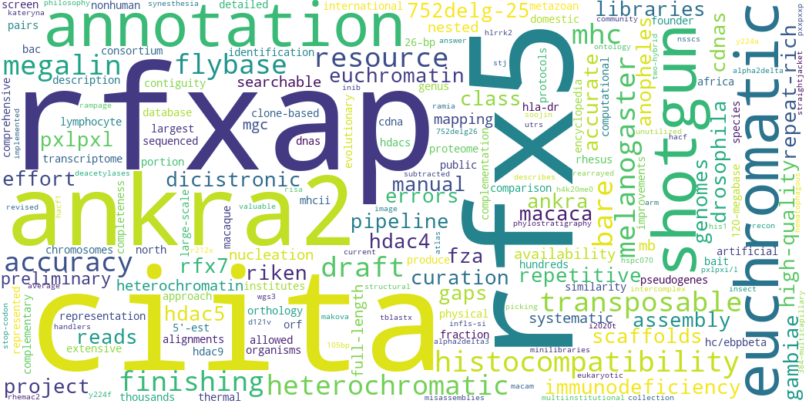 screen philosophy nonhuman detailed international 752delg-25 metazoan
kateryna synesthesia nested domestic libraries community founder
pairs annotation 26-bp answer hlrrk2 ontology nsscs y224a
bac consortium identification stj mhc two-hybrid cdnas
megalin flybase resource protocols
description euchromatin genus hla-dr africa alpha2delta
comprehensive contiguity searchable class encyclopedia accurate computational anopheles
database clone-based inib evolutionary
lymphocyte mgc cdna ramia mapping
rampage largest sequenced 752delg26 rhesus species
pxlpxl transcriptome dnas hdacs proteome utrs soojin
implemented portion public hacf
deacetylases subtracted rearrayed unutilized
rfxap rfx5 shotgun euchromatic
effort dicistronic manual describes bare melanogaster drosophila genomes
revised mhcii errors comparison h4k20me0 barm his1
completeness risa valuable image ankra phylostratigraphy
ankra2 macaque pipeline macaca improvements 120-megabase
chromosomes north large-scale hdac4 availability hspc070 recon
accuracy nucleation current atlas fza hundreds mb artificial
rfx7 riken draft produce curation repetitive bait insect
preliminary heterochromatin institutes structural similarity pseudogenes
average approach wgs3 physical gaps transposable
representation hdac5 orthology infls-si systematic i2020t intercomplex
handlers 5'-est orf makova fraction assembly
reads alignments allowed tblastx alpha2delta3 scaffolds hc/ebpbeta
extensive hdac9 organisms 105bp full-length picking minilibraries
stop-codon represented complementary d121v histocompatibility
ciita complementation
project finishing heterochromatic eukaryotic immunodeficiency
rhemac2 y224f thousands thermal macam misassemblies multiinstitutional collection
high-quality repeat-rich gambiae
pxpxxp straightjacket